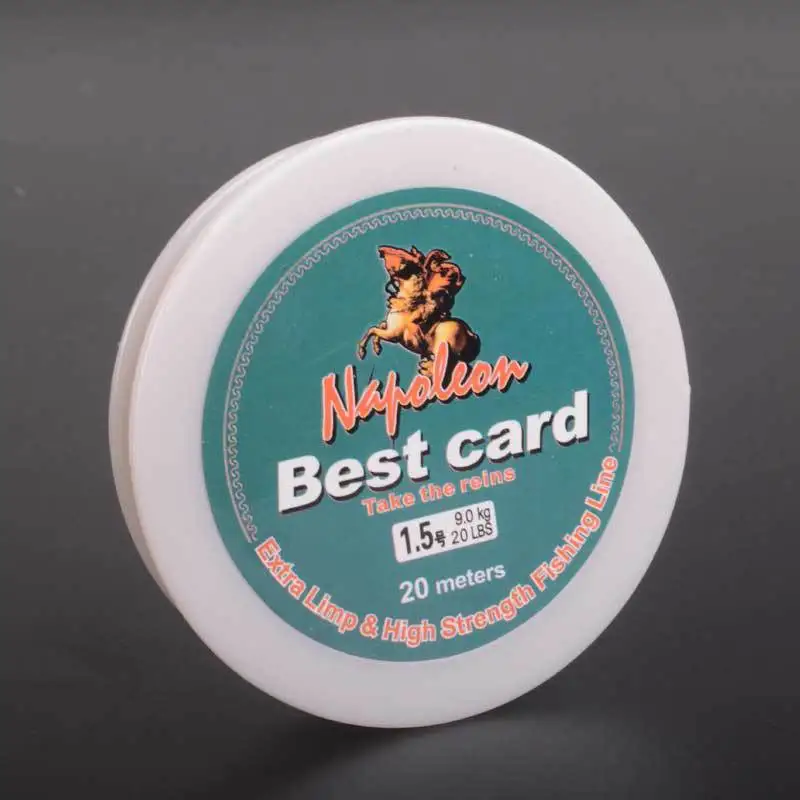 Napoleon
Best card
Take the reins
1.5号 9.0 kg
20 LBS
20 meters
Extra Limp & High Strength Fishing Line